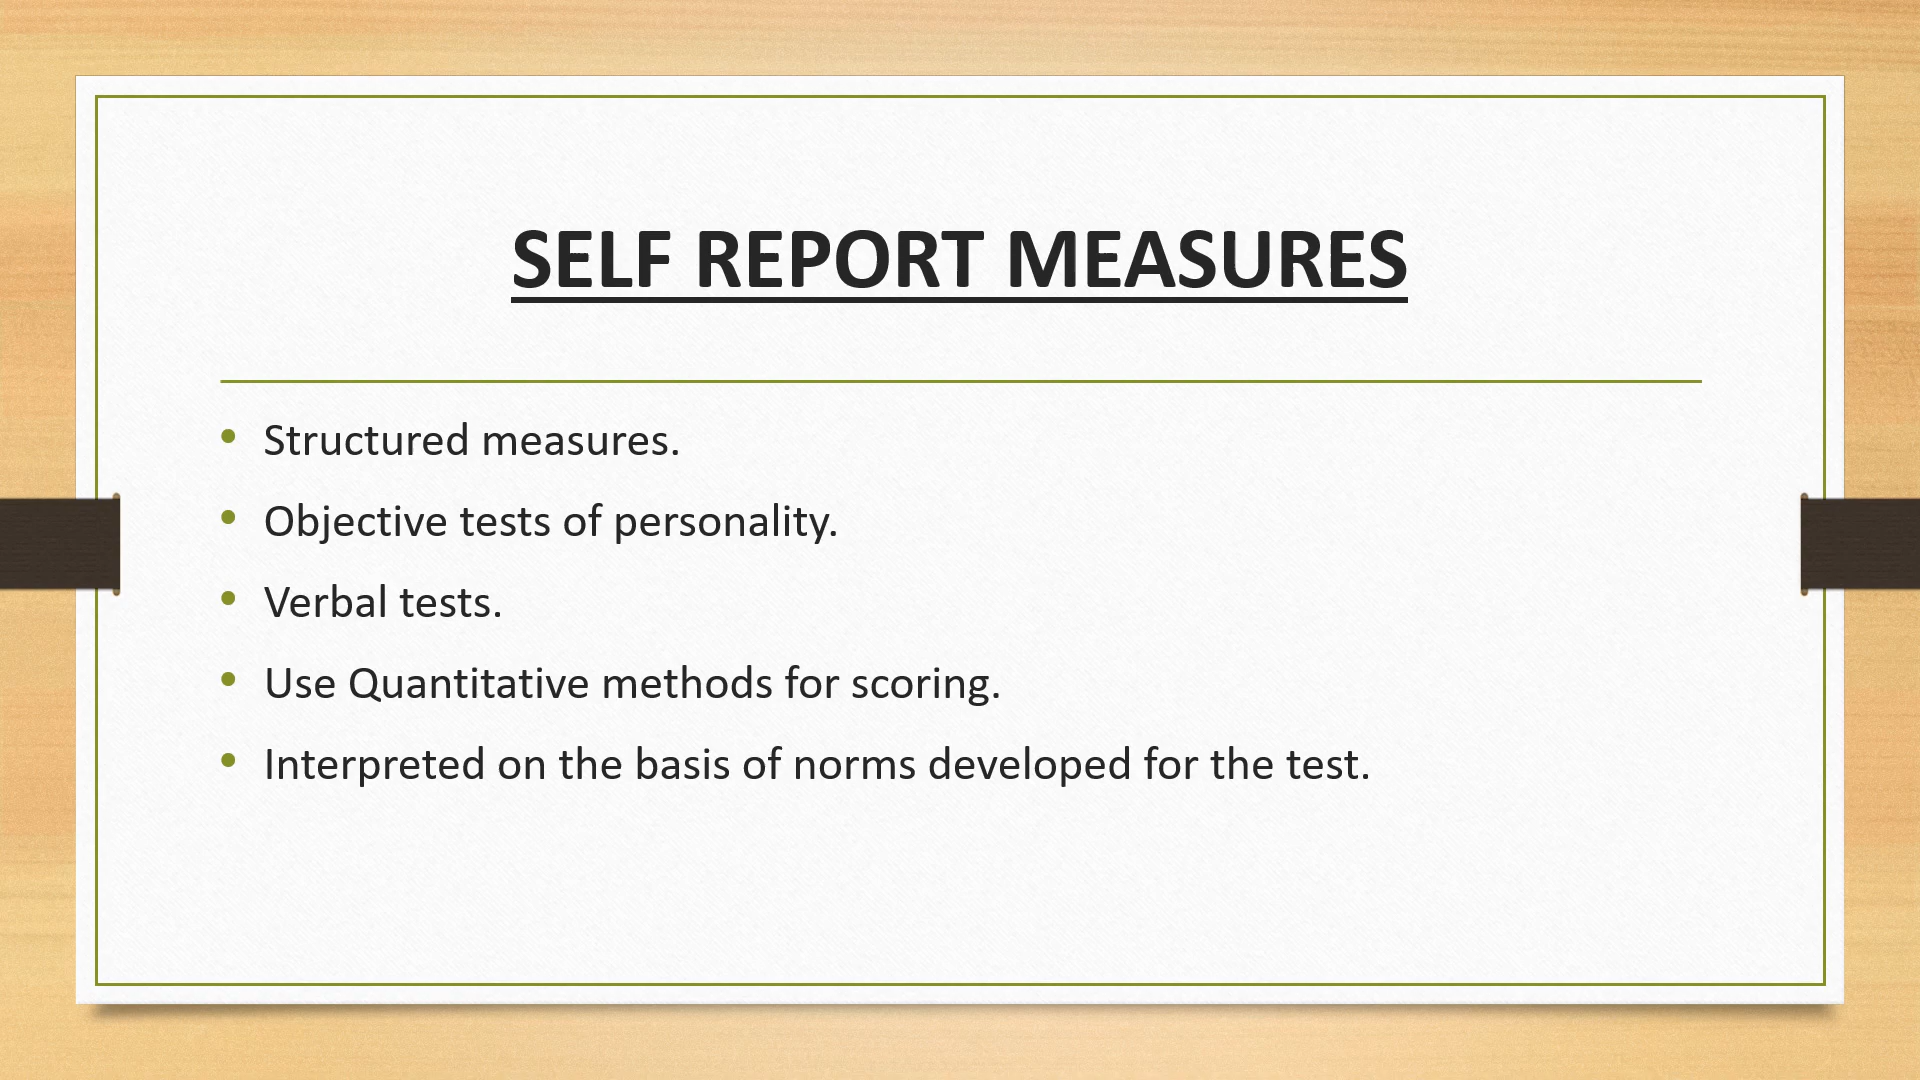 SELF REPORT MEASURES
• Structured measures.
• Objective tests of personality.
• Verbal tests.
• Use Quantitative methods for scoring.
• Interpreted on the basis of norms developed for the test.